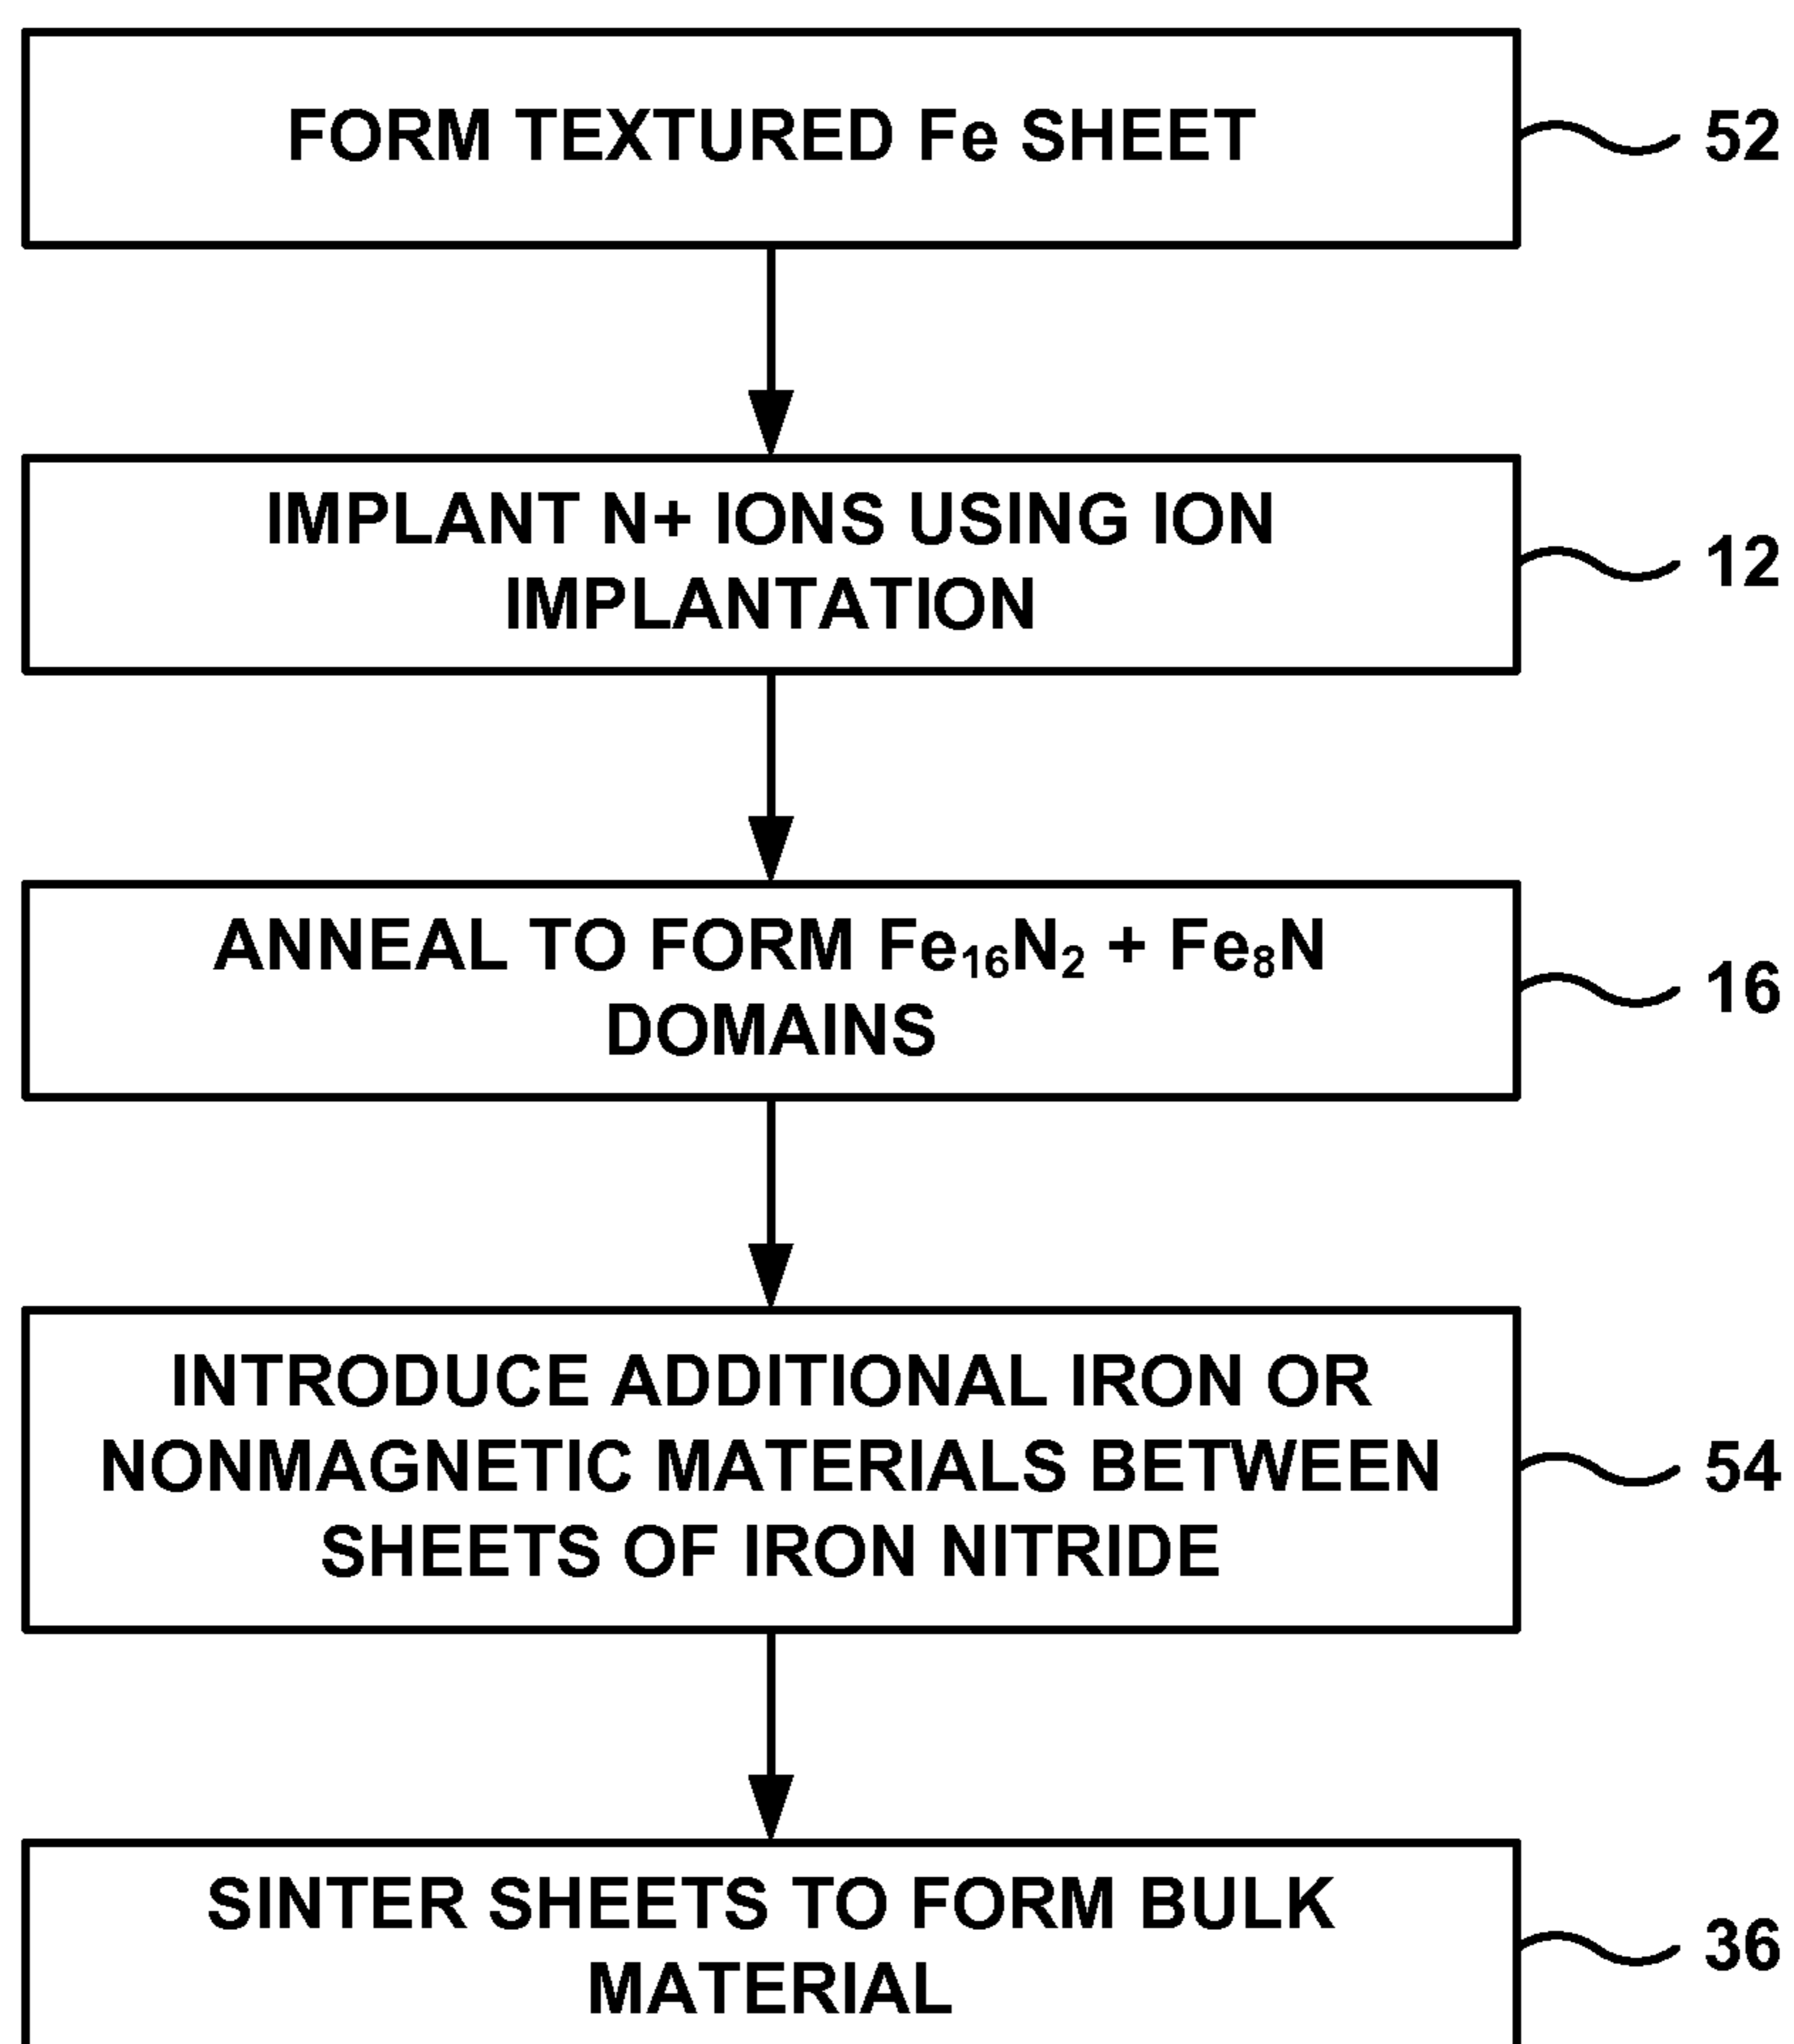 FORM TEXTURED Fe SHEET
52
IMPLANT N+ IONS USING ION
IMPLANTATION
12
ANNEAL TO FORM Fe₁₆N₂ + Fe₈N
DOMAINS
16
INTRODUCE ADDITIONAL IRON OR
NONMAGNETIC MATERIALS BETWEEN
SHEETS OF IRON NITRIDE
54
SINTER SHEETS TO FORM BULK
MATERIAL
36